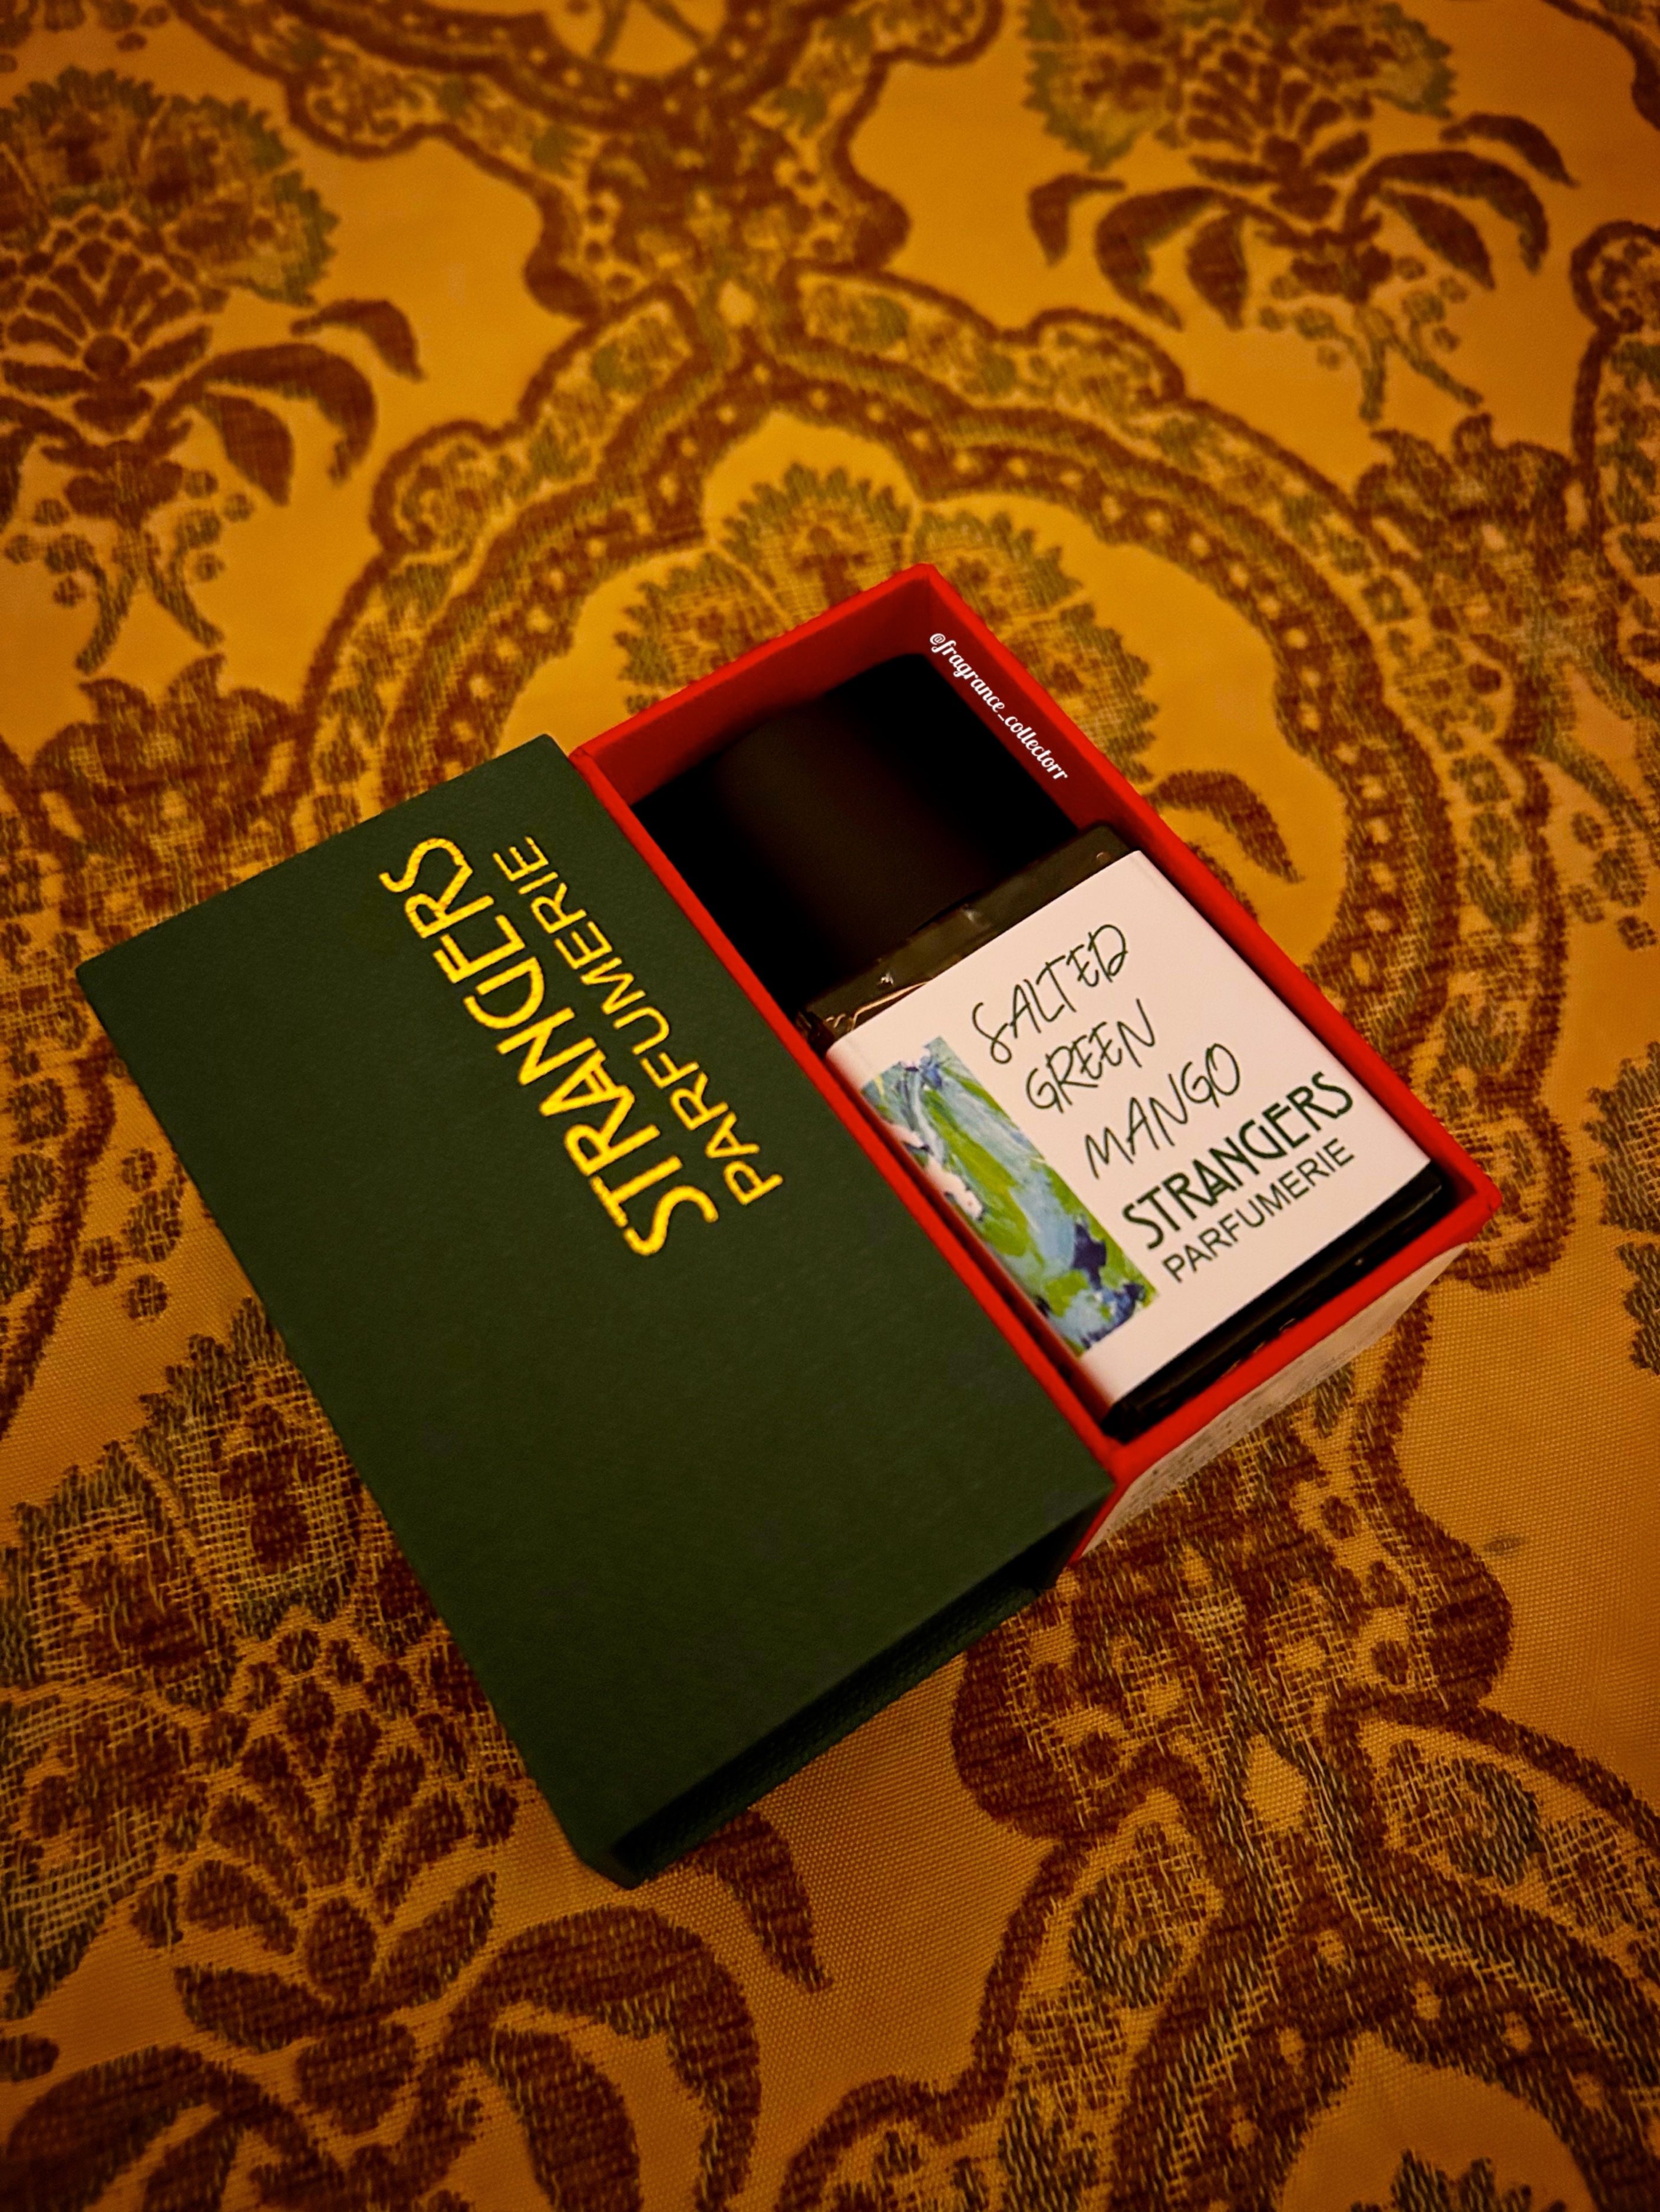 STRANGERS
PARFUMERIE
@fragrance_collectorr
SALTED
GREEN
MANGO
STRANGERS
PARFUMERIE